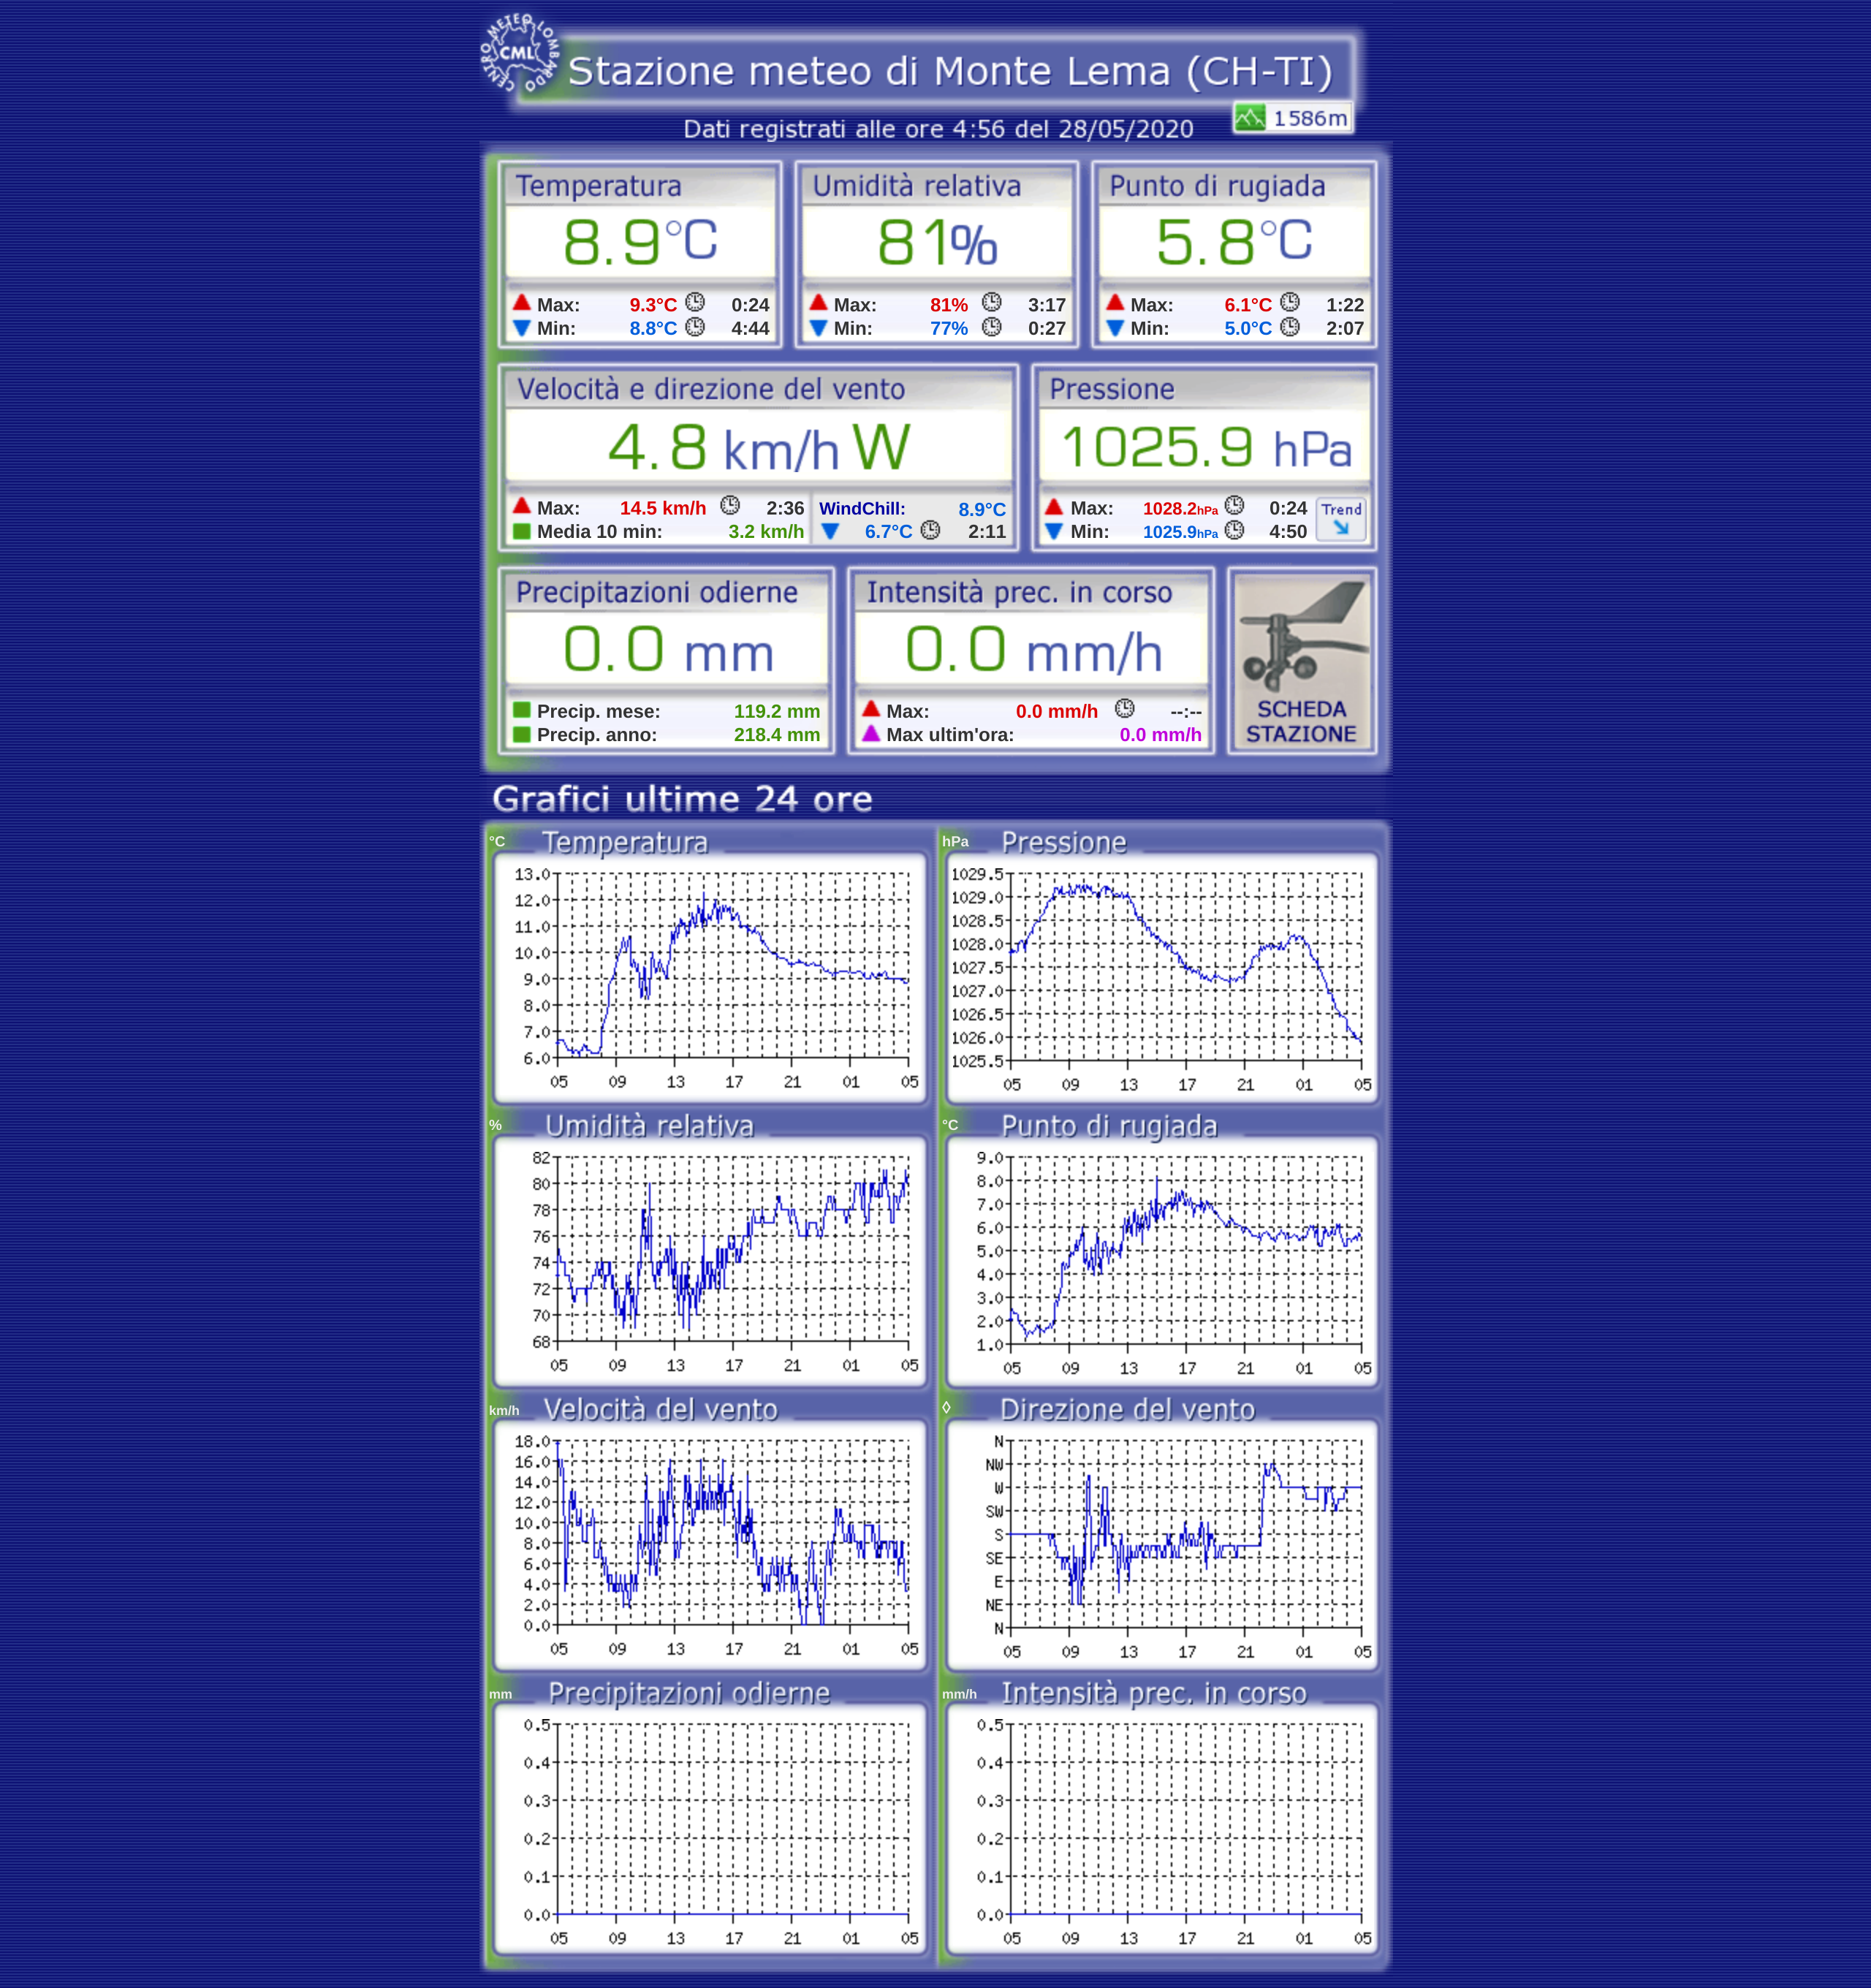 CENTRO METEO LOMBARDO
CML
Stazione meteo di Monte Lema (CH-TI)
1586m
Dati registrati alle ore 4:56 del 28/05/2020
Temperatura Umidità relativa Punto di rugiada
8.9°C 81% 5.8°C
Max: 9.3°C 0:24 Max: 81% 3:17 Max: 6.1°C 1:22
Min: 8.8°C 4:44 Min: 77% 0:27 Min: 5.0°C 2:07
Velocità e direzione del vento Pressione
4.8 km/h W 1025.9 hPa
Max: 14.5 km/h 2:36 WindChill: 8.9°C Max: 1028.2hPa 0:24 Trend
Media 10 min: 3.2 km/h 6.7°C 2:11 Min: 1025.9hPa 4:50
Precipitazioni odierne Intensità prec. in corso
0.0 mm 0.0 mm/h
Precip. mese: 119.2 mm Max: 0.0 mm/h --:-- SCHEDA
Precip. anno: 218.4 mm Max ultim'ora: 0.0 mm/h STAZIONE
Grafici ultime 24 ore
°C Temperatura
13.0
12.0
11.0
10.0
9.0
8.0
7.0
6.0
05 09 13 17 21 01 05
hPa Pressione
1029.5
1029.0
1028.5
1028.0
1027.5
1027.0
1026.5
1026.0
1025.5
05 09 13 17 21 01 05
% Umidità relativa
82
80
78
76
74
72
70
68
05 09 13 17 21 01 05
°C Punto di rugiada
9.0
8.0
7.0
6.0
5.0
4.0
3.0
2.0
1.0
05 09 13 17 21 01 05
km/h Velocità del vento
18.0
16.0
14.0
12.0
10.0
8.0
6.0
4.0
2.0
0.0
05 09 13 17 21 01 05
◊ Direzione del vento
N
NW
W
SW
S
SE
E
NE
N
05 09 13 17 21 01 05
mm Precipitazioni odierne
0.5
0.4
0.3
0.2
0.1
0.0
05 09 13 17 21 01 05
mm/h Intensità prec. in corso
0.5
0.4
0.3
0.2
0.1
0.0
05 09 13 17 21 01 05